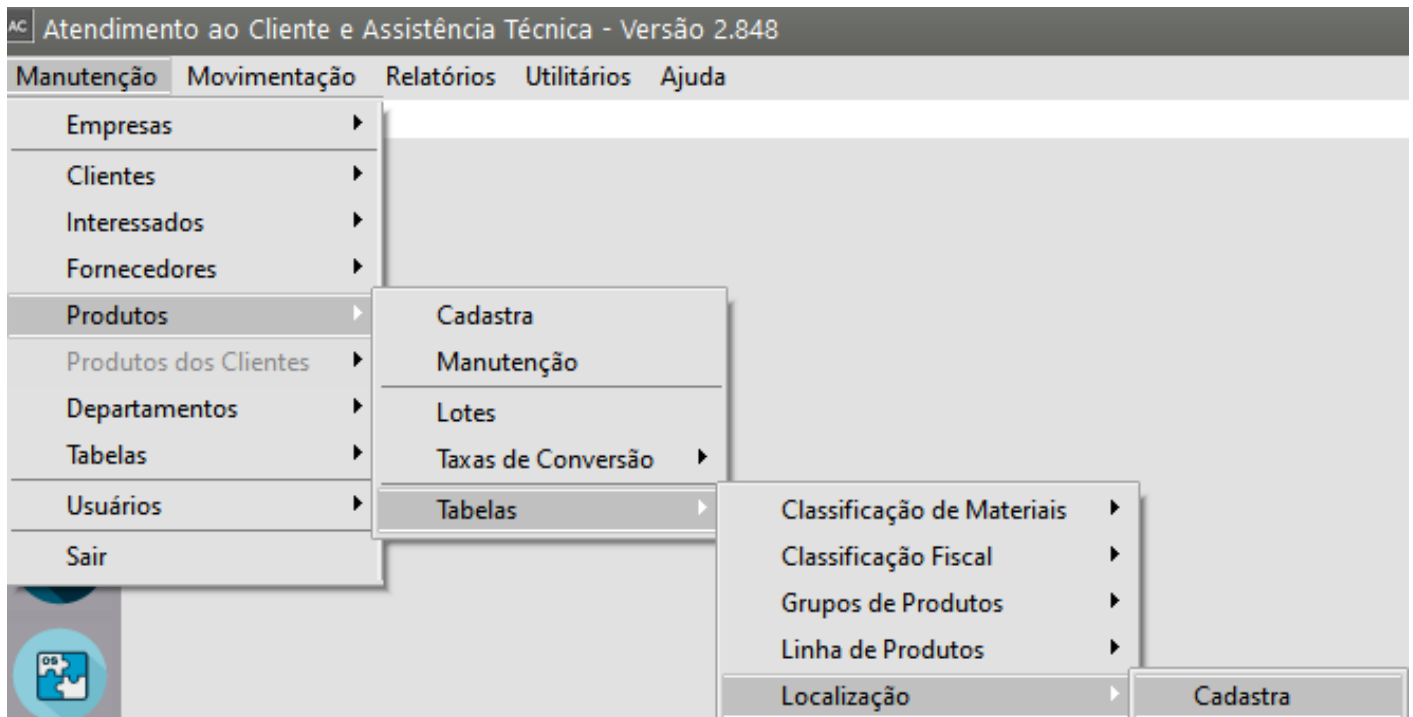 AC Atendimento ao Cliente e Assistência Técnica - Versão 2.848
Manutenção Movimentação Relatórios Utilitários Ajuda
Empresas
Clientes
Interessados
Fornecedores
Produtos
Produtos dos Clientes
Departamentos
Tabelas
Usuários
Sair
Cadastra
Manutenção
Lotes
Taxas de Conversão
Tabelas
Classificação de Materiais
Classificação Fiscal
Grupos de Produtos
Linha de Produtos
Localização
Cadastra
OS